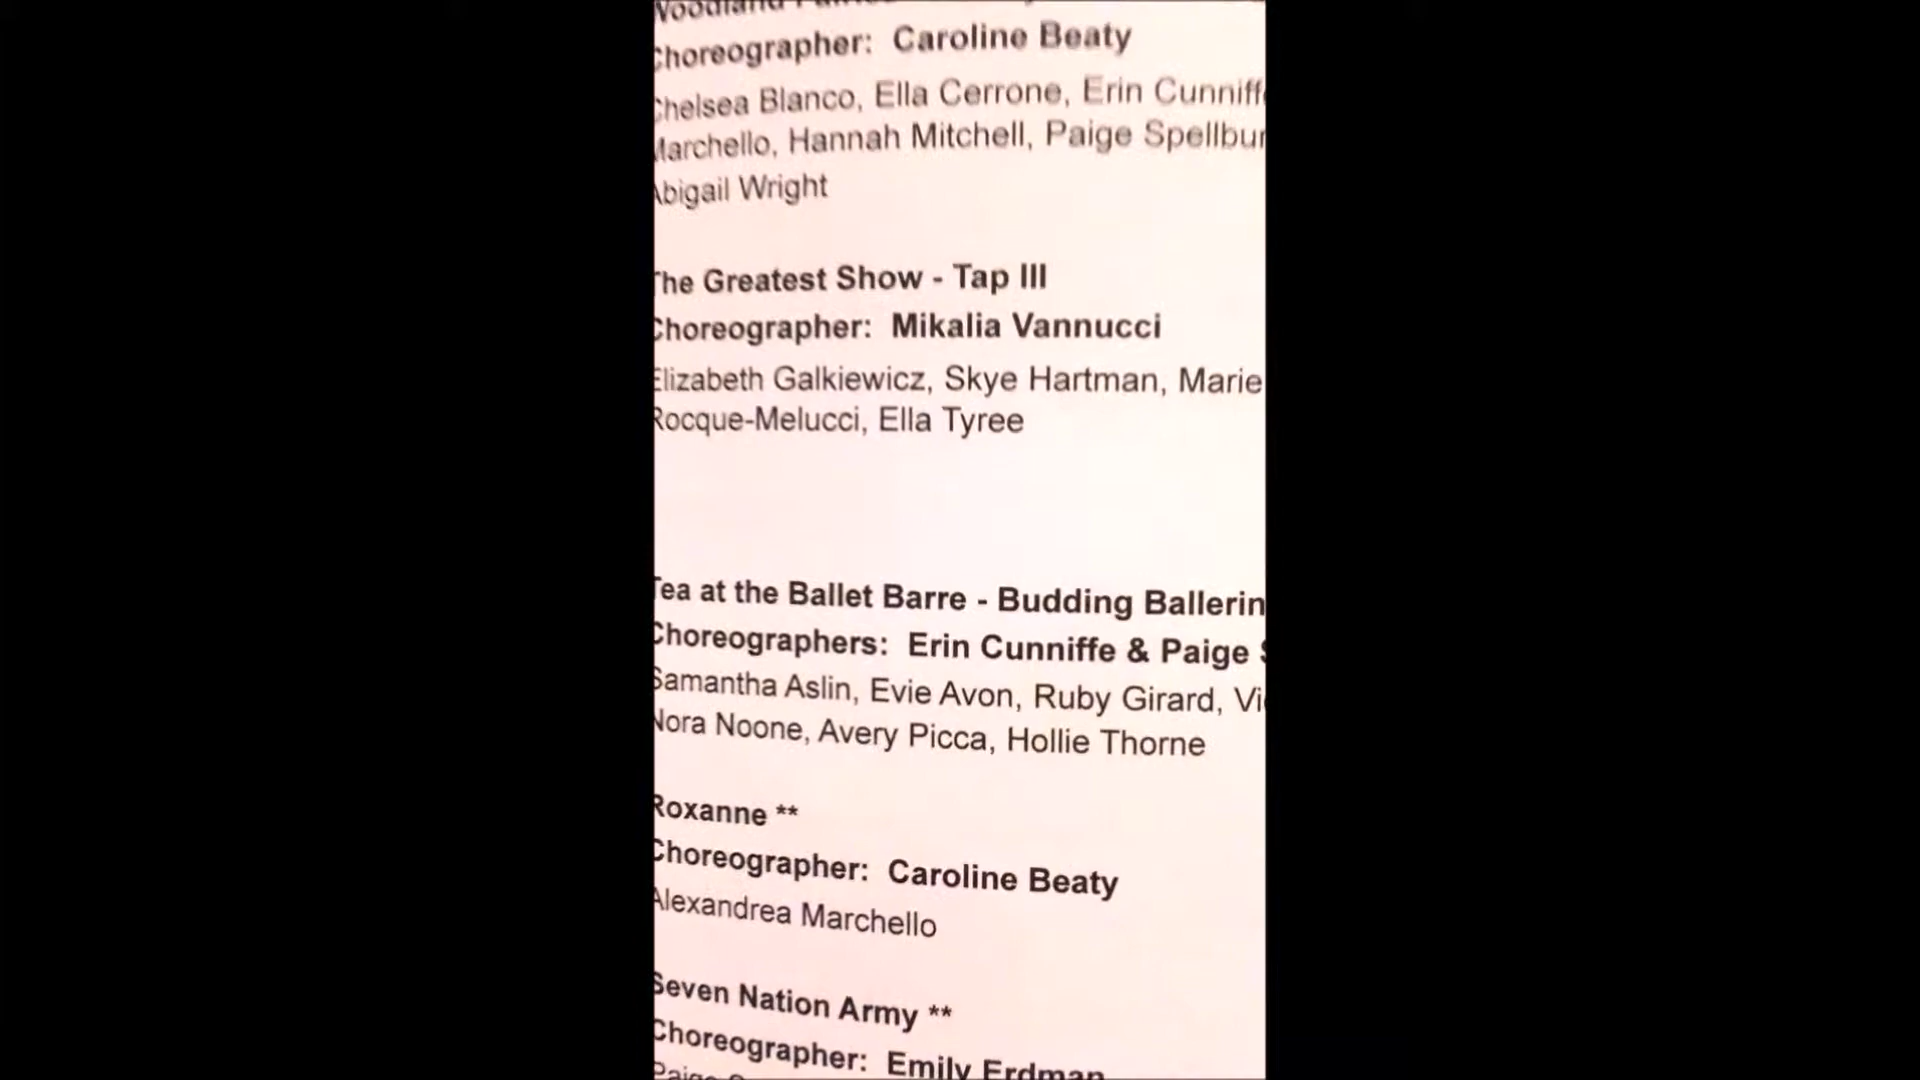 Choreographer: Caroline Beaty
Chelsea Blanco, Ella Cerrone, Erin Cunniffe
Marchello, Hannah Mitchell, Paige Spellbur
Abigail Wright
The Greatest Show - Tap III
Choreographer: Mikalia Vannucci
Elizabeth Galkiewicz, Skye Hartman, Marie
Rocque-Melucci, Ella Tyree
Tea at the Ballet Barre - Budding Ballerin
Choreographers: Erin Cunniffe & Paige S
Samantha Aslin, Evie Avon, Ruby Girard, Vi
Nora Noone, Avery Picca, Hollie Thorne
Roxanne **
Choreographer: Caroline Beaty
Alexandrea Marchello
Seven Nation Army **
Choreographer: Emily Erdman
Paige